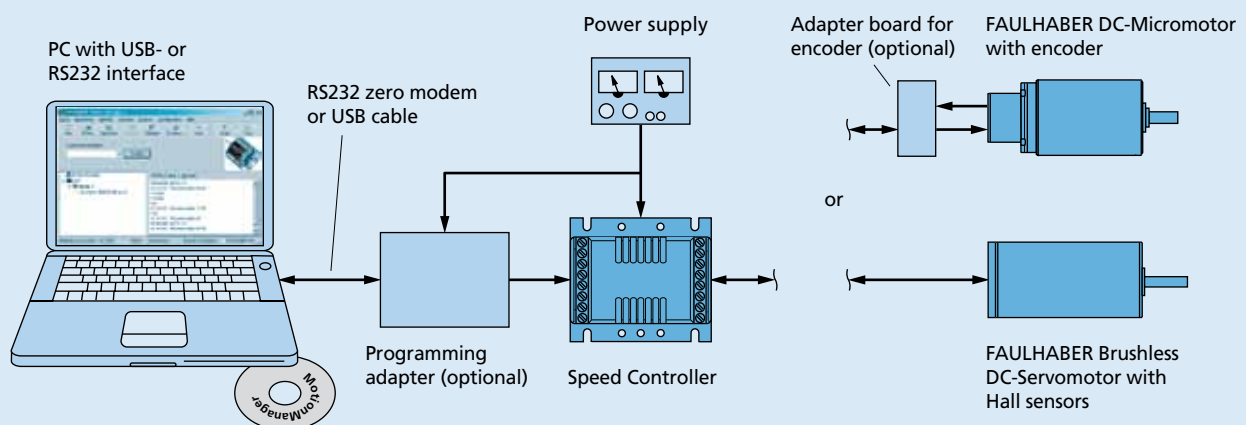 PC with USB- or
RS232 interface
RS232 zero modem
or USB cable
Power supply
Adapter board for
encoder (optional)
FAULHABER DC-Micromotor
with encoder
or
Programming
adapter (optional)
Speed Controller
FAULHABER Brushless
DC-Servomotor with
Hall sensors
MotionManager